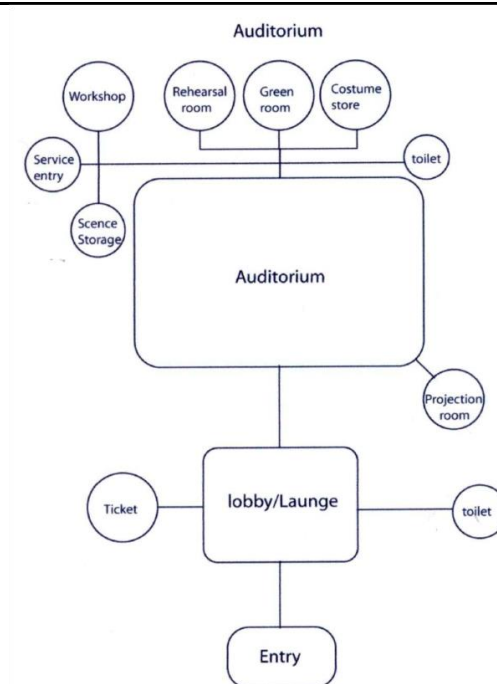 Auditorium
Workshop
Rehearsal
room
Green
room
Costume
store
Service
entry
toilet
Scence
Storage
Auditorium
Projection
room
Ticket
lobby/Launge
toilet
Entry